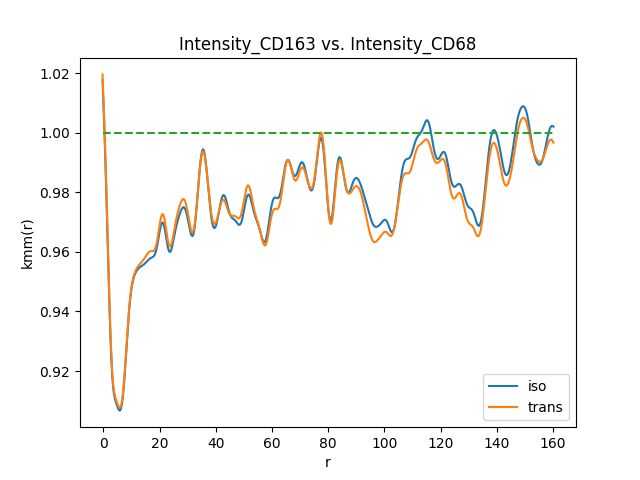 Intensity_CD163 vs. Intensity_CD68
1.02
1.00
0.98
0.96
0.94
0.92
kmm(r)
0 20 40 60 80 100 120 140 160
r
iso
trans